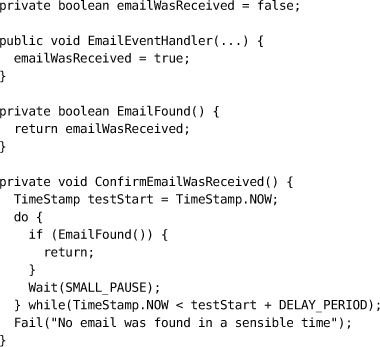 private boolean emailWasReceived = false;
public void EmailEventHandler(...) {
emailWasReceived = true;
}
private boolean EmailFound() {
return emailWasReceived;
}
private void ConfirmEmailWasReceived() {
TimeStamp testStart = TimeStamp.NOW;
do {
if (EmailFound()) {
return;
}
Wait(SMALL_PAUSE);
} while(TimeStamp.NOW < testStart + DELAY_PERIOD);
Fail("No email was found in a sensible time");
}